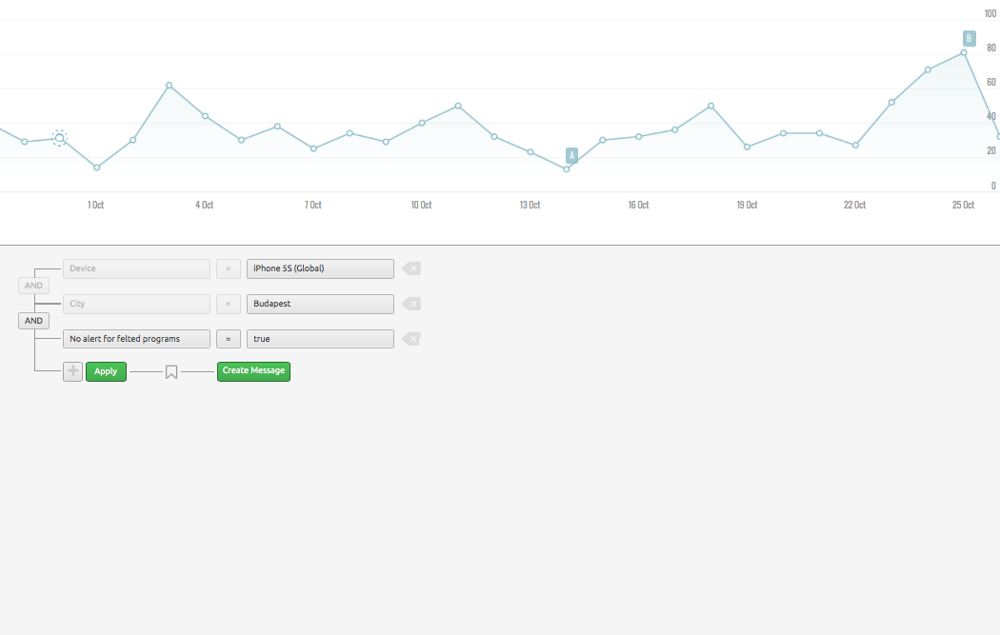 100
B
80
60
40
A
20
0
1 Oct 4 Oct 7 Oct 10 Oct 13 Oct 16 Oct 19 Oct 22 Oct 25 Oct
Device = iPhone 5S (Global)
AND
City = Budapest
AND
No alert for felted programs = true
Apply Create Message